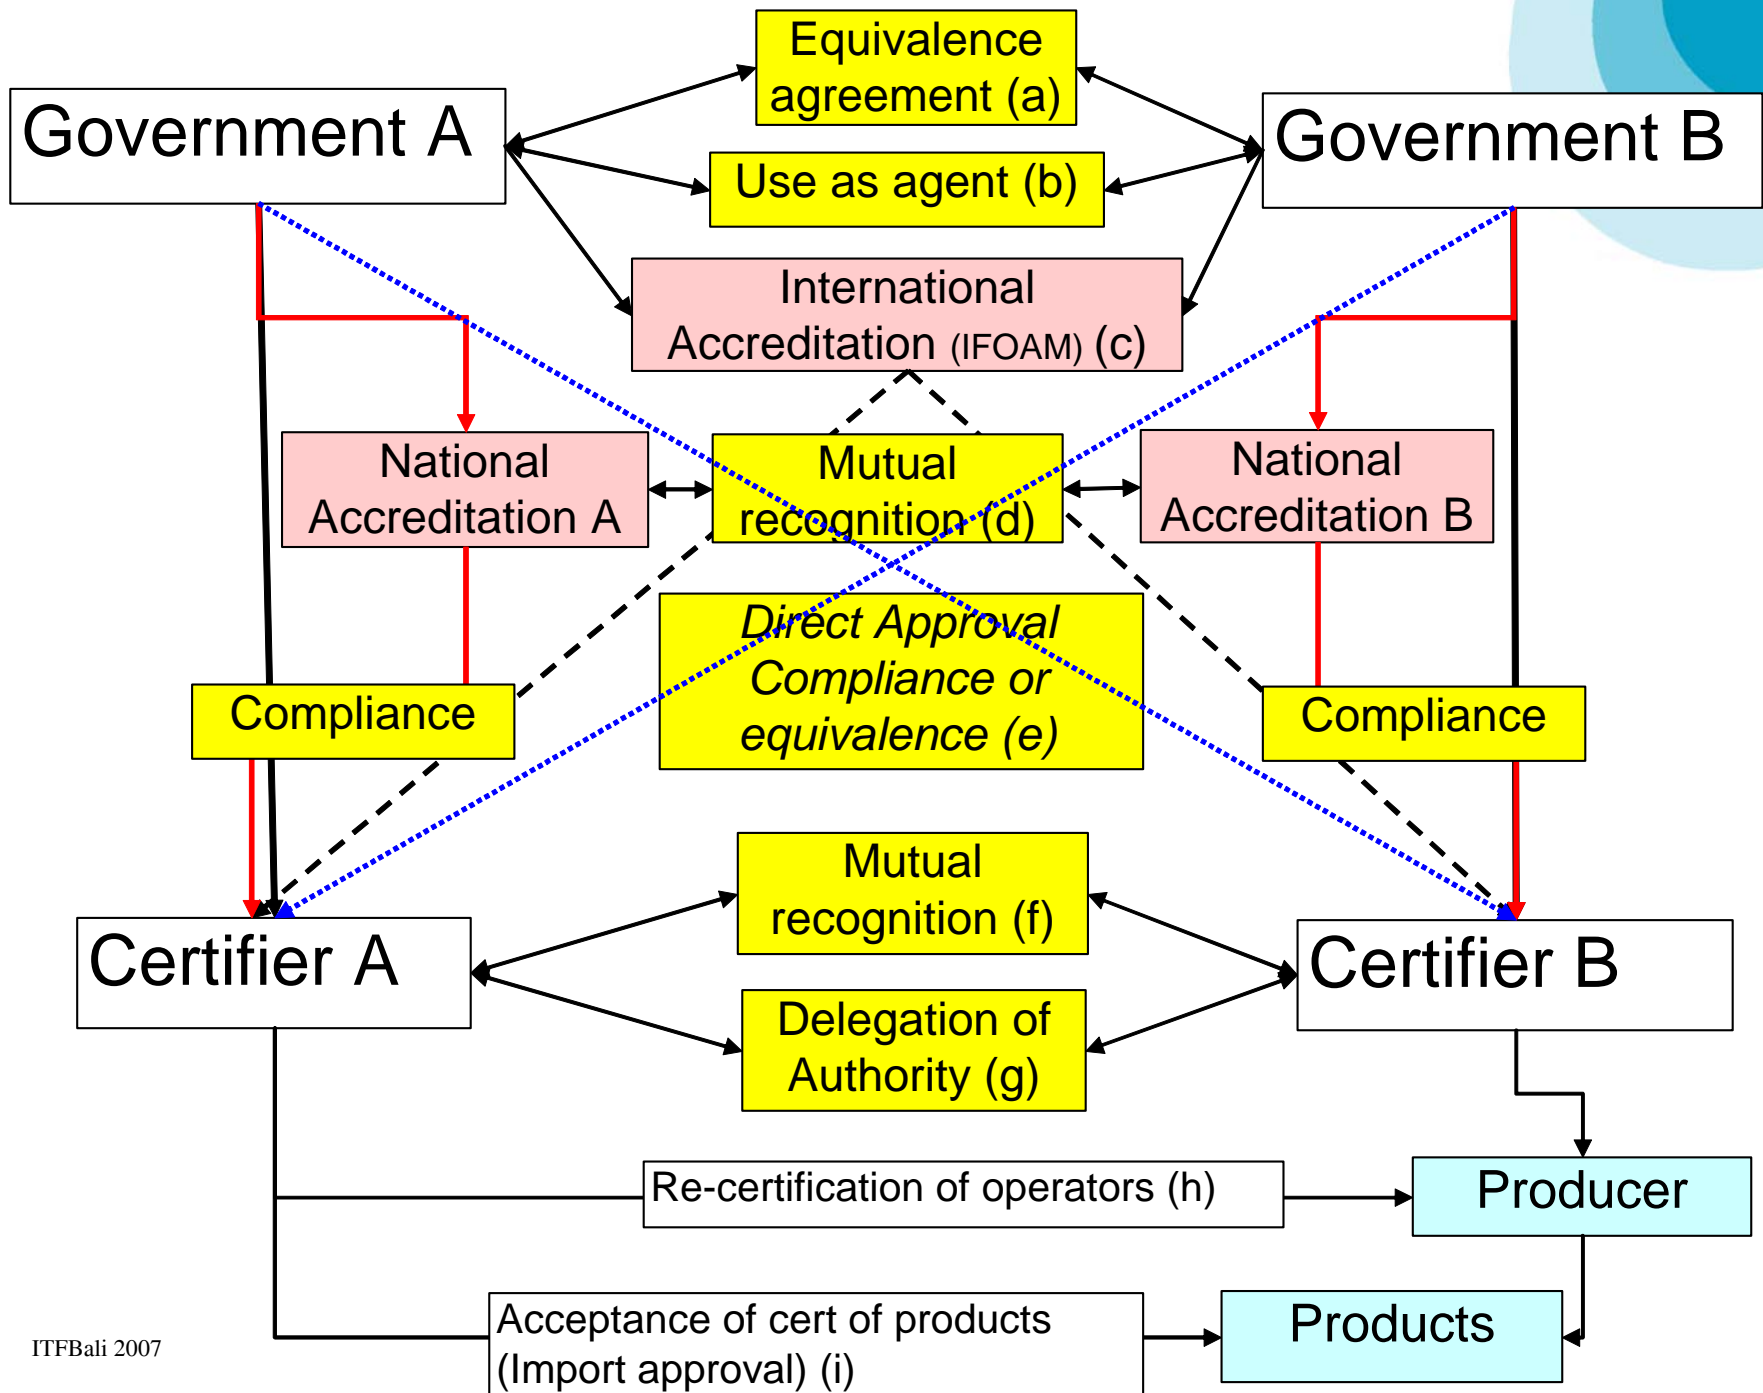 Equivalence
agreement (a)
Government A
Government B
Use as agent (b)
International
Accreditation (IFOAM) (c)
National
Accreditation A
Mutual
recognition (d)
National
Accreditation B
Direct Approval
Compliance or
equivalence (e)
Compliance
Compliance
Mutual
recognition (f)
Certifier A
Certifier B
Delegation of
Authority (g)
Re-certification of operators (h)
Producer
Acceptance of cert of products
(Import approval) (i)
Products
ITFBali 2007